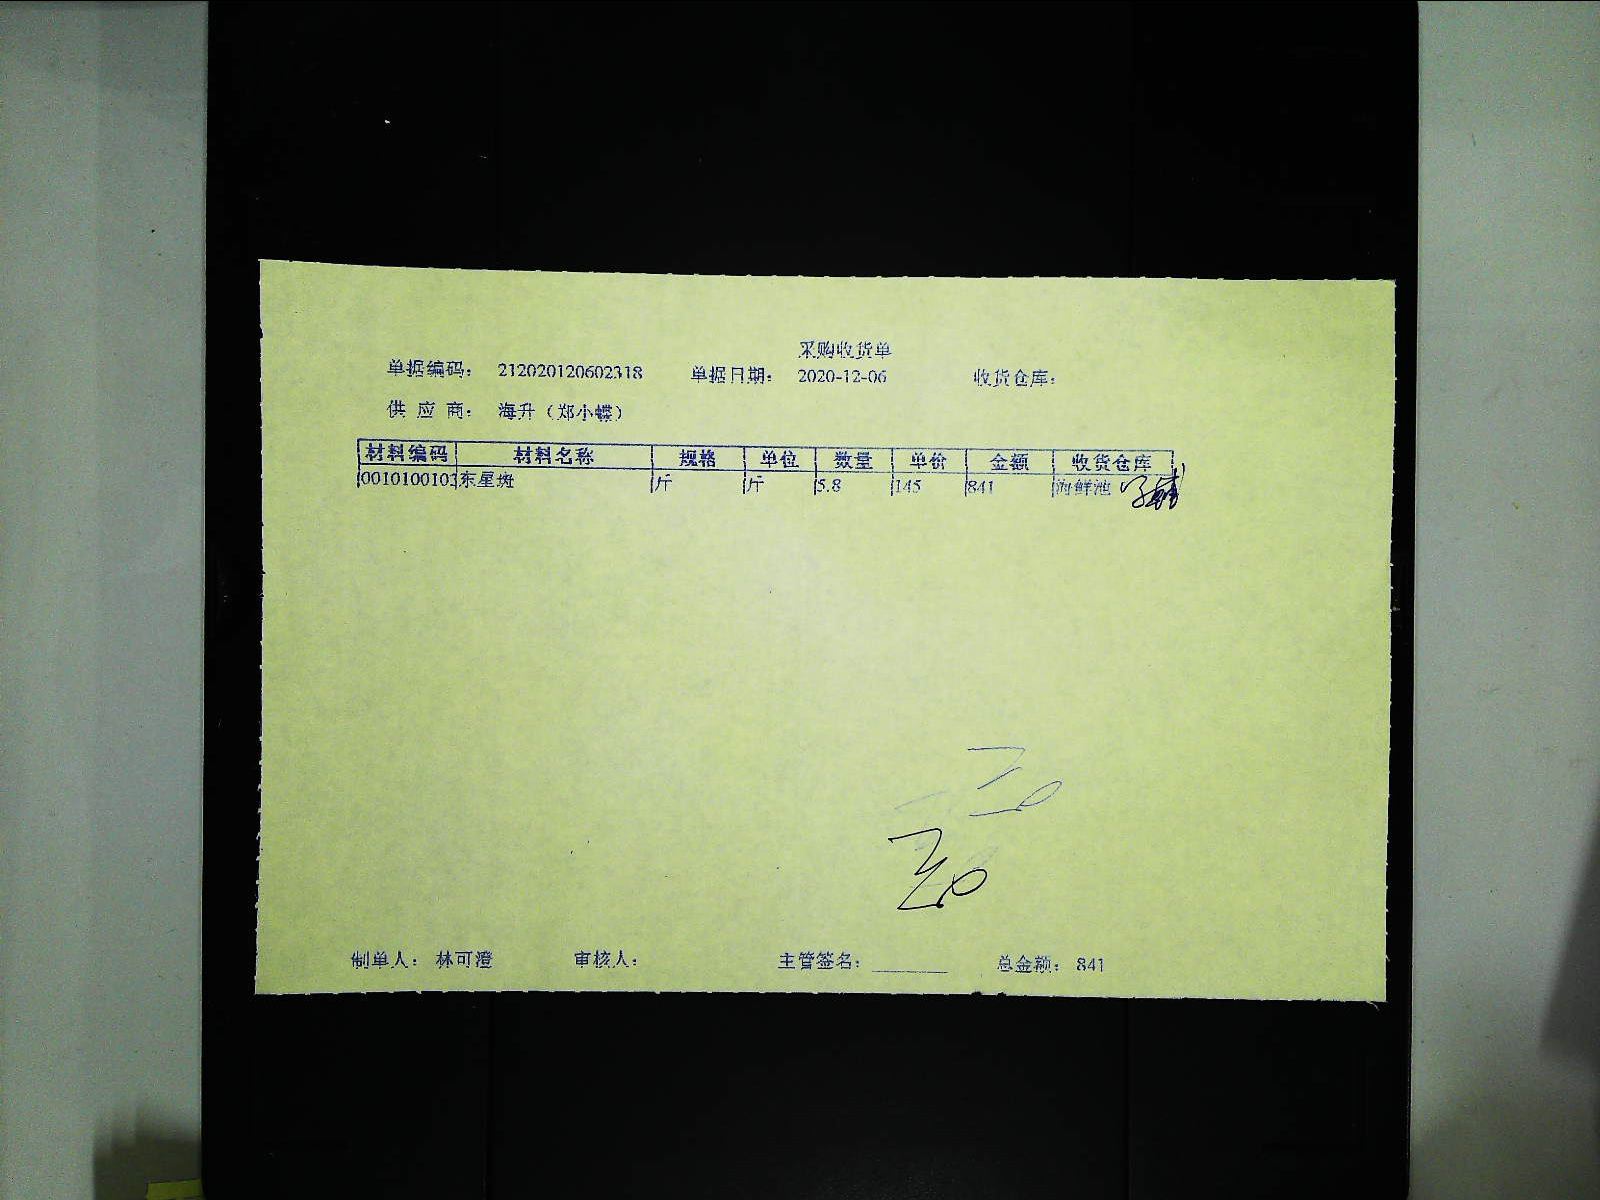 采购收货单
单据编码： 212020120602318 单据日期： 2020-12-06 收货仓库：
供 应 商： 海升（郑小蝶）
材料编码 材料名称 规格 单位 数量 单价 金额 收货仓库
0010100102 东星斑 斤 斤 5.8 145 841 海鲜池
制单人： 林可澄 审核人： 主管签名： ________ 总金额： 841